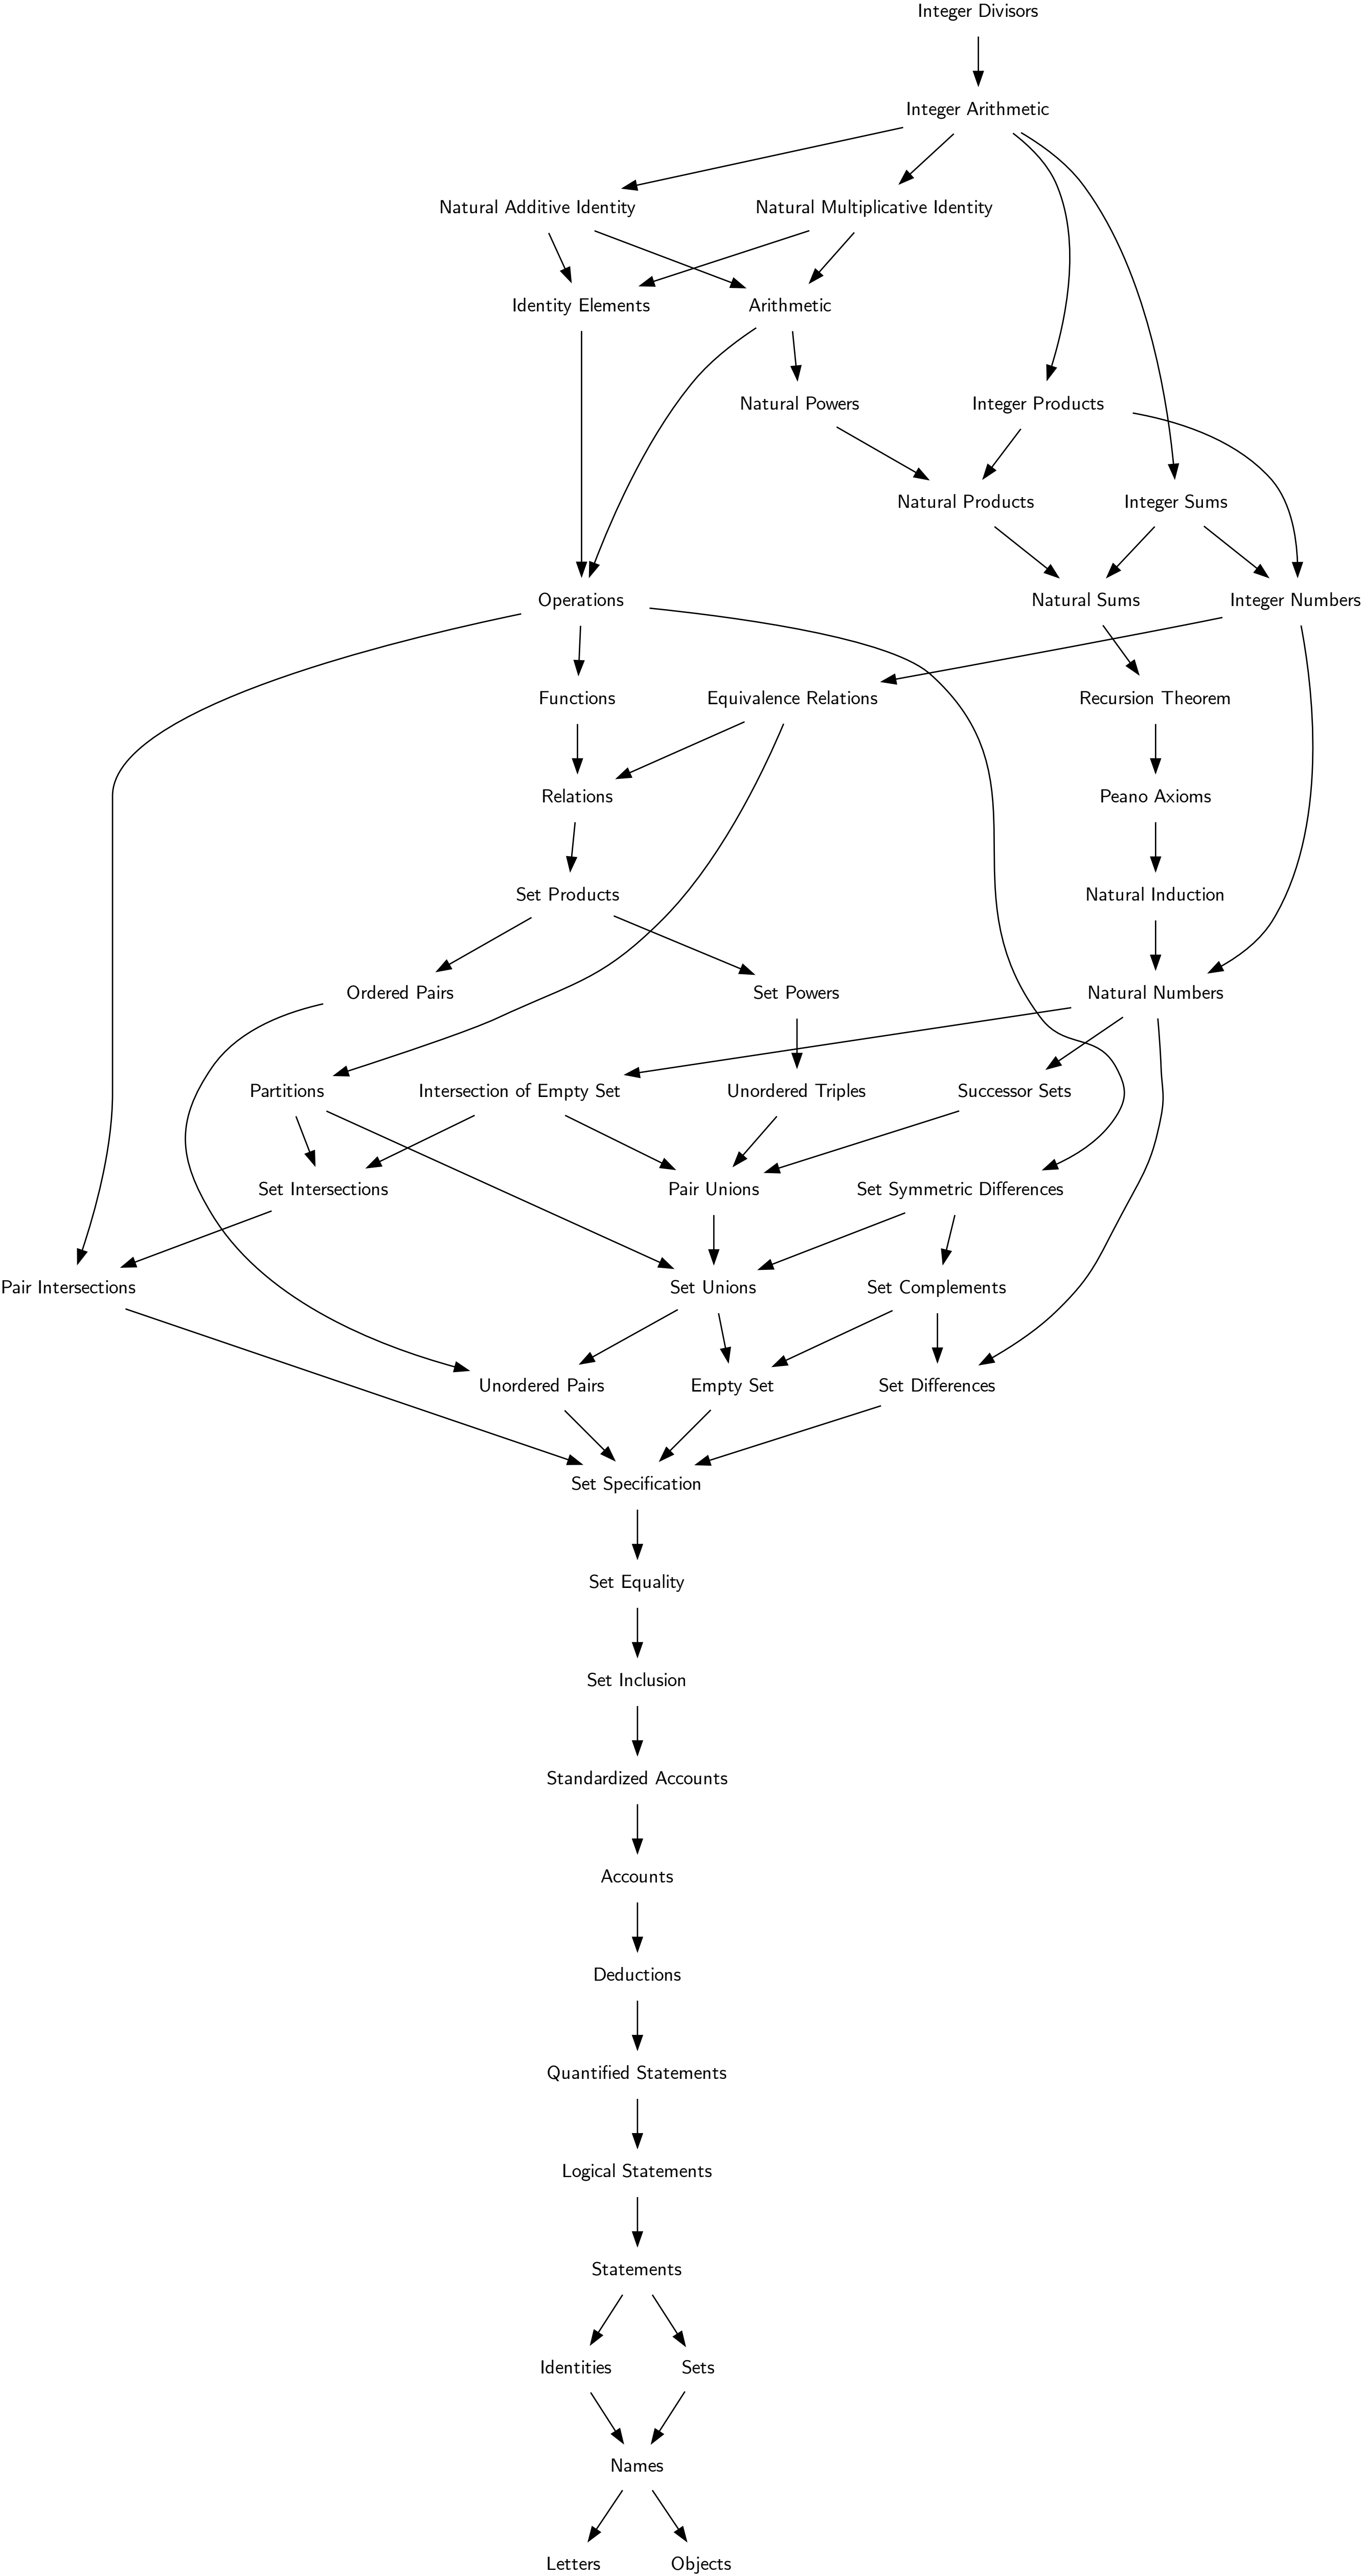 Integer Divisors
Integer Arithmetic
Natural Additive Identity
Natural Multiplicative Identity
Identity Elements
Arithmetic
Natural Powers
Integer Products
Natural Products
Integer Sums
Operations
Natural Sums
Integer Numbers
Functions
Equivalence Relations
Recursion Theorem
Relations
Peano Axioms
Set Products
Natural Induction
Ordered Pairs
Set Powers
Natural Numbers
Partitions
Intersection of Empty Set
Unordered Triples
Successor Sets
Set Intersections
Pair Unions
Set Symmetric Differences
Pair Intersections
Set Unions
Set Complements
Unordered Pairs
Empty Set
Set Differences
Set Specification
Set Equality
Set Inclusion
Standardized Accounts
Accounts
Deductions
Quantified Statements
Logical Statements
Statements
Identities
Sets
Names
Letters
Objects